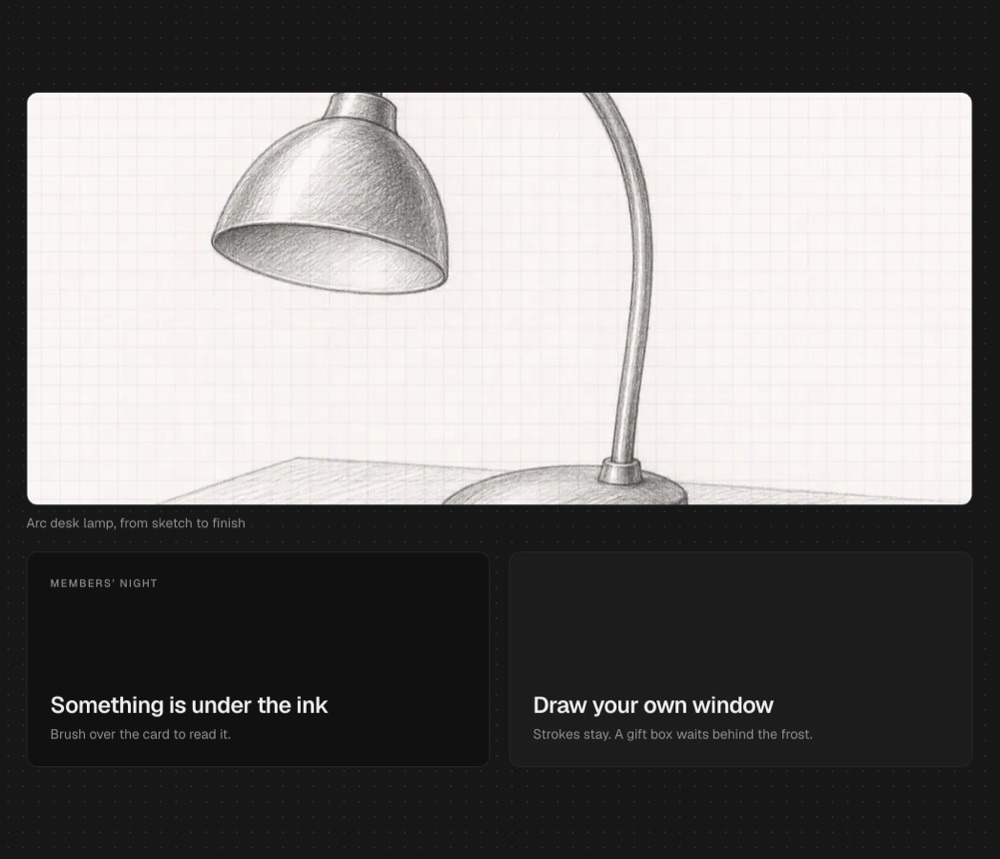 Arc desk lamp, from sketch to finish
MEMBERS' NIGHT
Something is under the ink
Brush over the card to read it.
Draw your own window
Strokes stay. A gift box waits behind the frost.